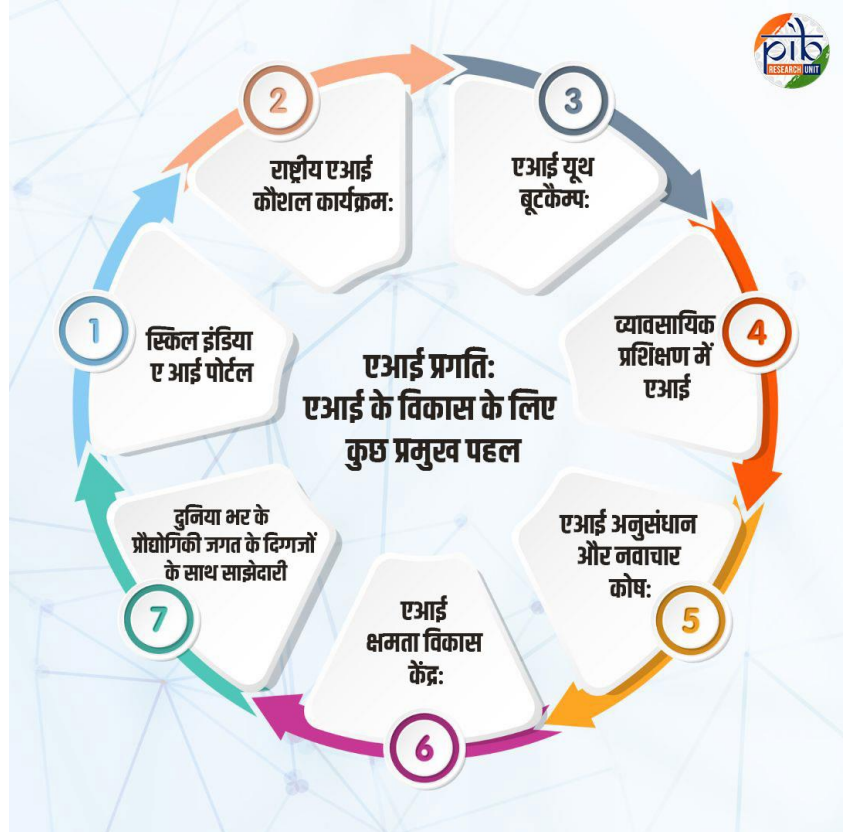 pib
RESEARCH UNIT
एआई प्रगति:
एआई के विकास के लिए
कुछ प्रमुख पहल
1
स्किल इंडिया
ए आई पोर्टल
2
राष्ट्रीय एआई
कौशल कार्यक्रम:
3
एआई यूथ
बूटकैम्प:
4
व्यावसायिक
प्रशिक्षण में
एआई
5
एआई अनुसंधान
और नवाचार
कोष:
6
एआई
क्षमता विकास
केंद्र:
7
दुनिया भर के
प्रौद्योगिकी जगत के दिग्गजों
के साथ साझेदारी